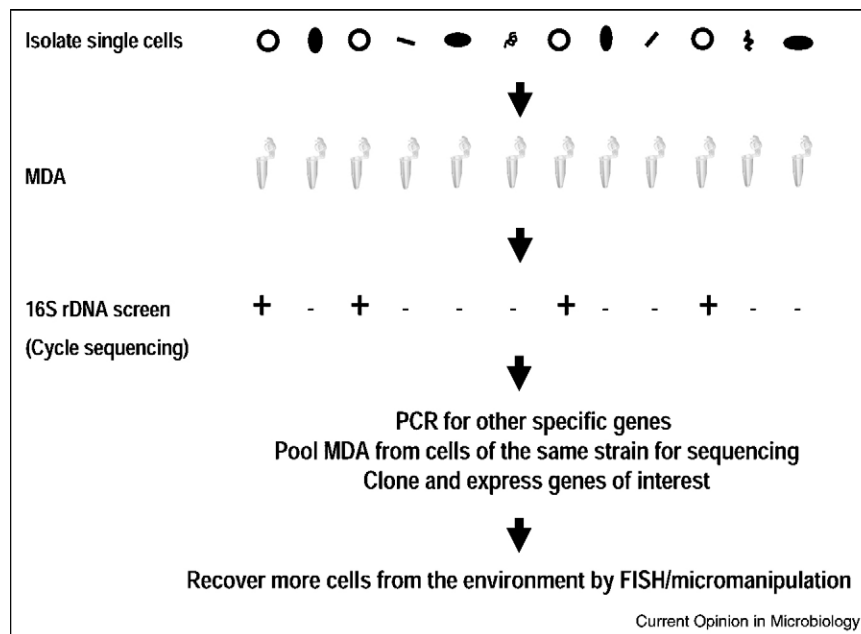 Isolate single cells
MDA
16S rDNA screen
+ - + - - - + - - + - -
(Cycle sequencing)
PCR for other specific genes
Pool MDA from cells of the same strain for sequencing
Clone and express genes of interest
Recover more cells from the environment by FISH/micromanipulation
Current Opinion in Microbiology